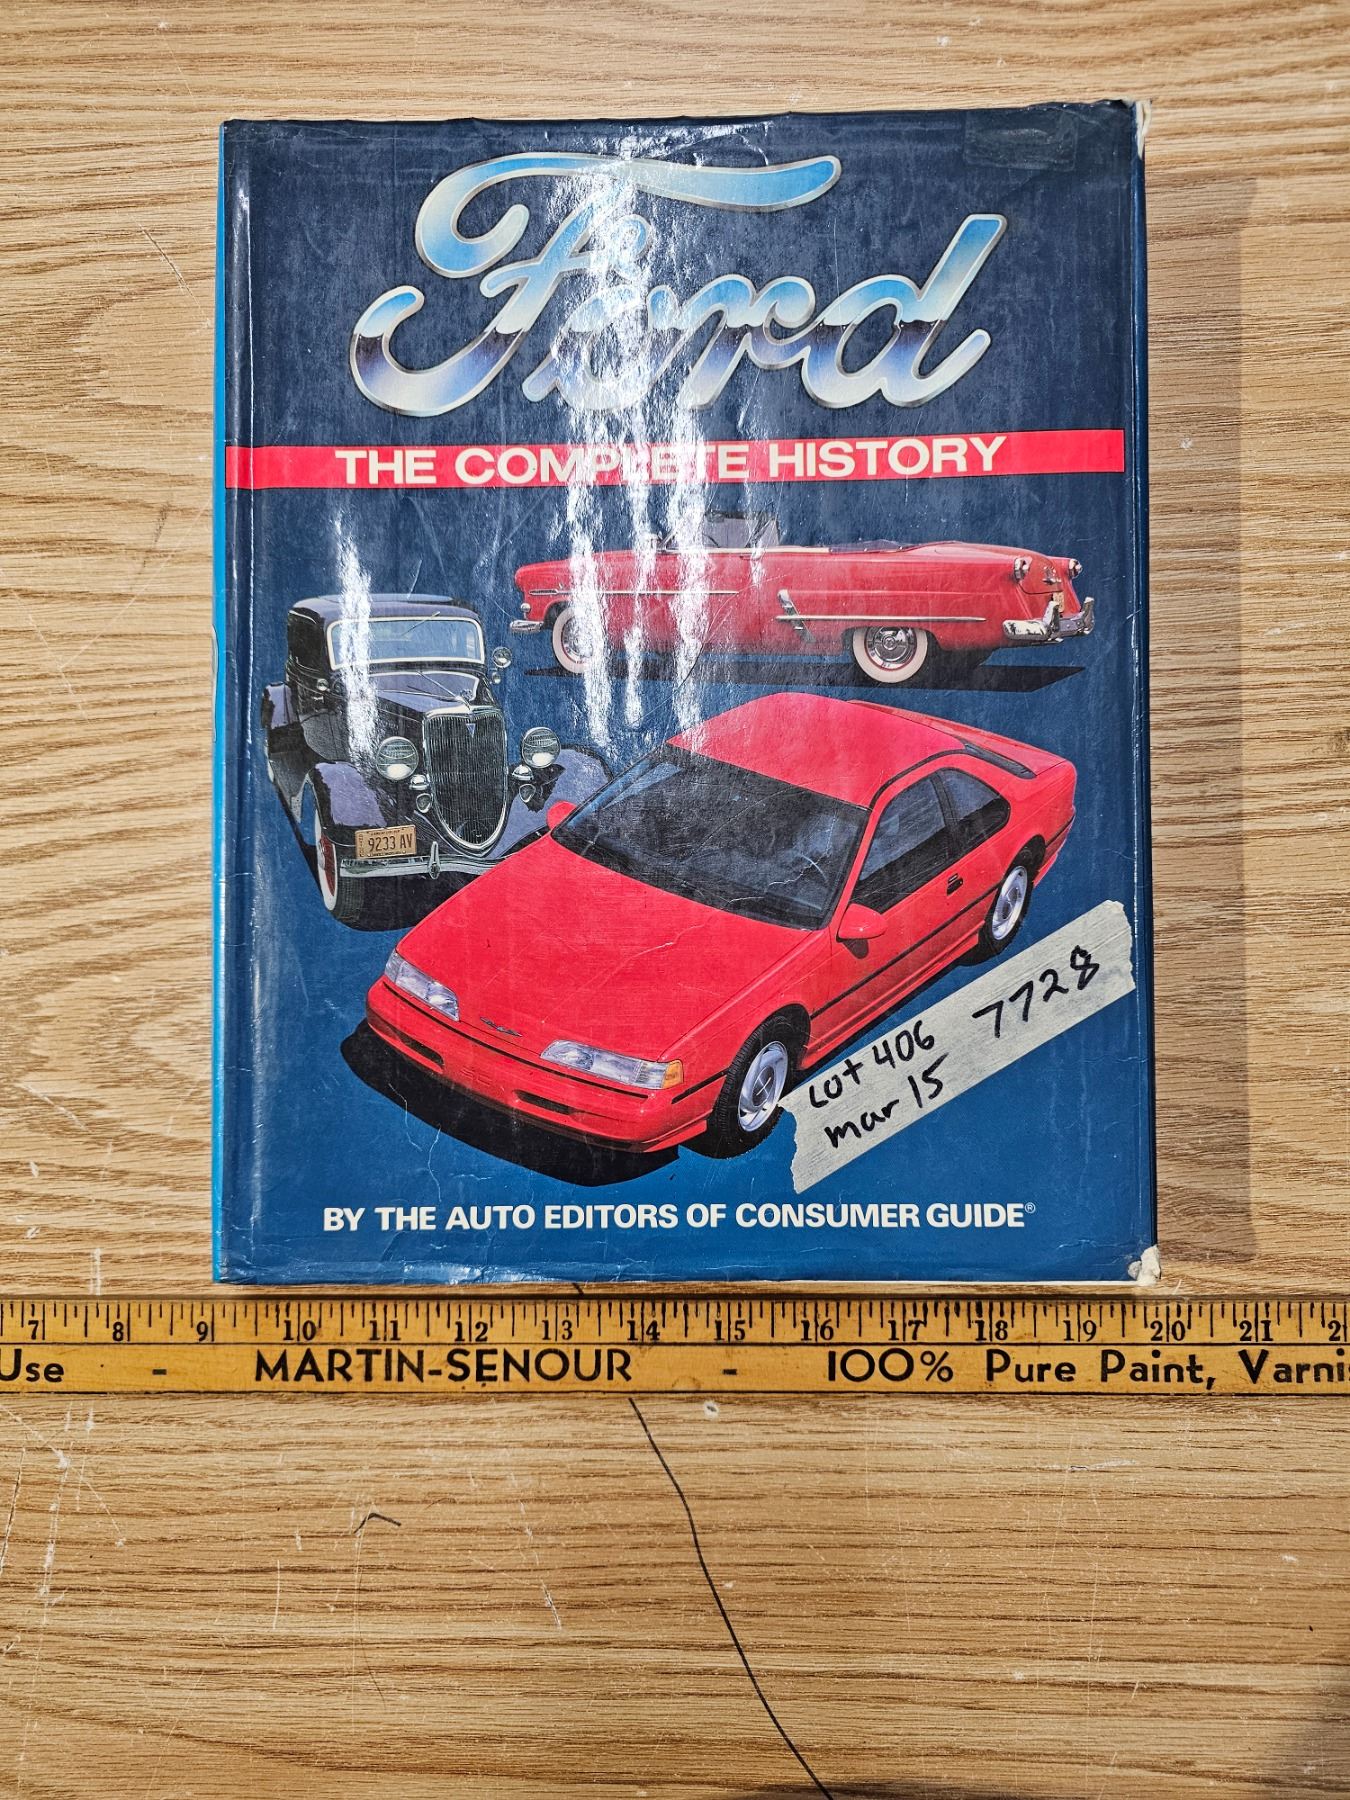 Ford
THE COMPLETE HISTORY
9233 AV
Lot 406 7728
mar 15
BY THE AUTO EDITORS OF CONSUMER GUIDE®
7 8 9 10 11 12 13 14 15 16 17 18 19 20 21
Use - MARTIN-SENOUR - 100% Pure Paint,